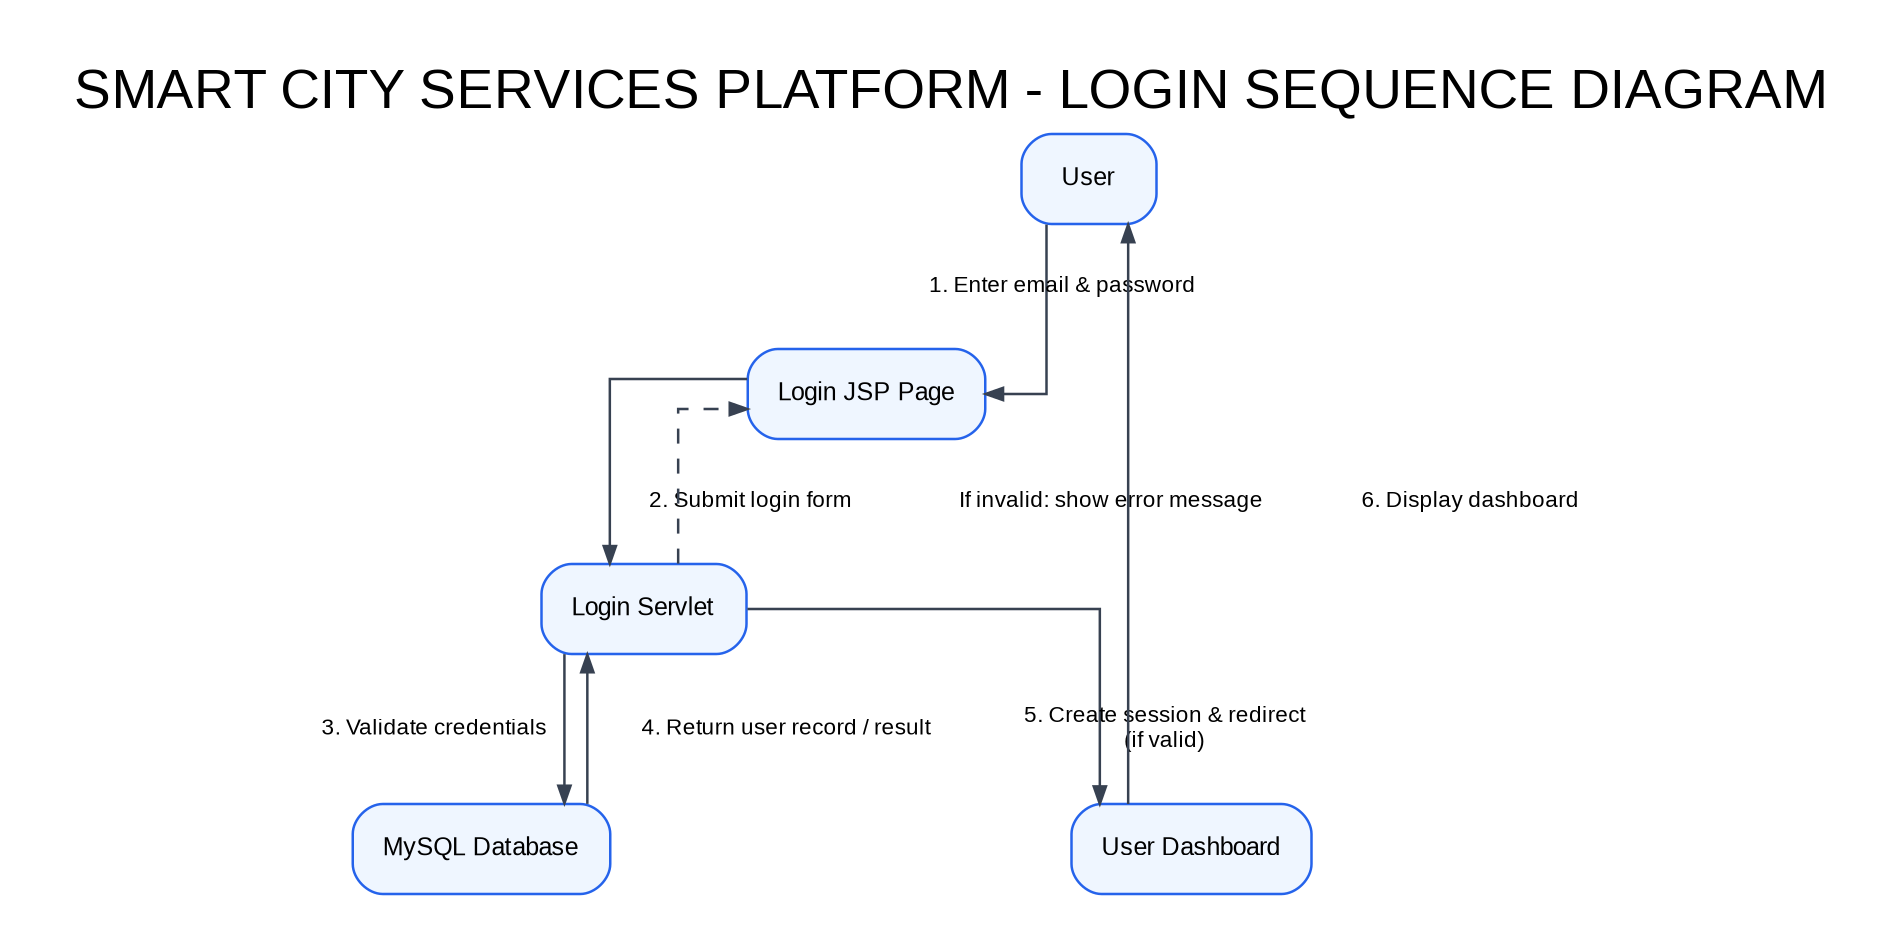 SMART CITY SERVICES PLATFORM - LOGIN SEQUENCE DIAGRAM
User
1. Enter email & password
Login JSP Page
2. Submit login form
If invalid: show error message
6. Display dashboard
Login Servlet
3. Validate credentials
4. Return user record / result
5. Create session & redirect
(if valid)
MySQL Database
User Dashboard